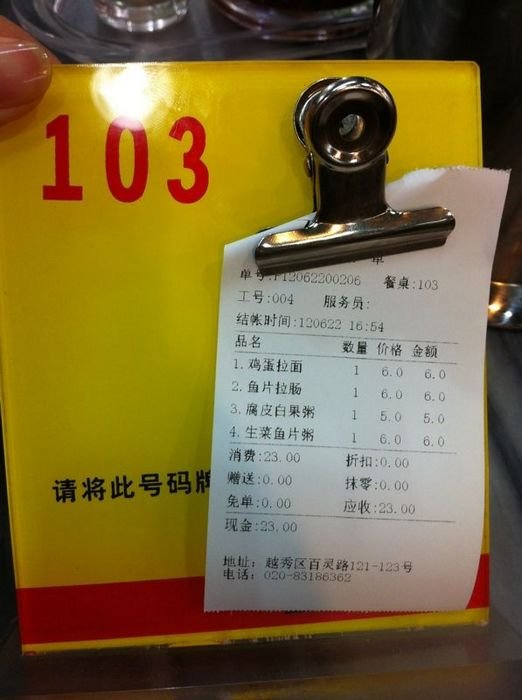 103
单
单号:P12062200206 餐桌:103
工号:004 服务员:
结帐时间:120622 16:54
品名 数量 价格 金额
1.鸡蛋拉面 1 6.0 6.0
2.鱼片拉肠 1 6.0 6.0
3.腐皮白果粥 1 5.0 5.0
4.生菜鱼片粥 1 6.0 6.0
消费:23.00 折扣:0.00
赠送:0.00 抹零:0.00
免单:0.00 应收:23.00
现金:23.00
地址: 越秀区百灵路121-123号
电话: 020-83186362
请将此号码牌